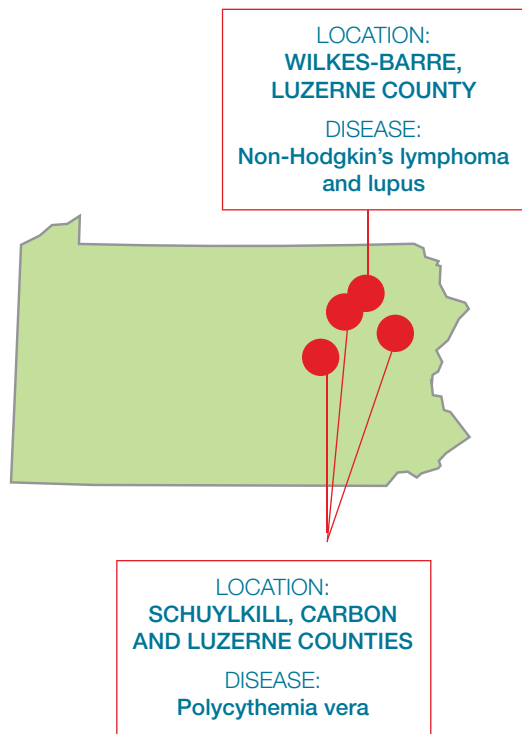 LOCATION:
WILKES-BARRE,
LUZERNE COUNTY
DISEASE:
Non-Hodgkin's lymphoma
and lupus
LOCATION:
SCHUYLKILL, CARBON
AND LUZERNE COUNTIES
DISEASE:
Polycythemia vera